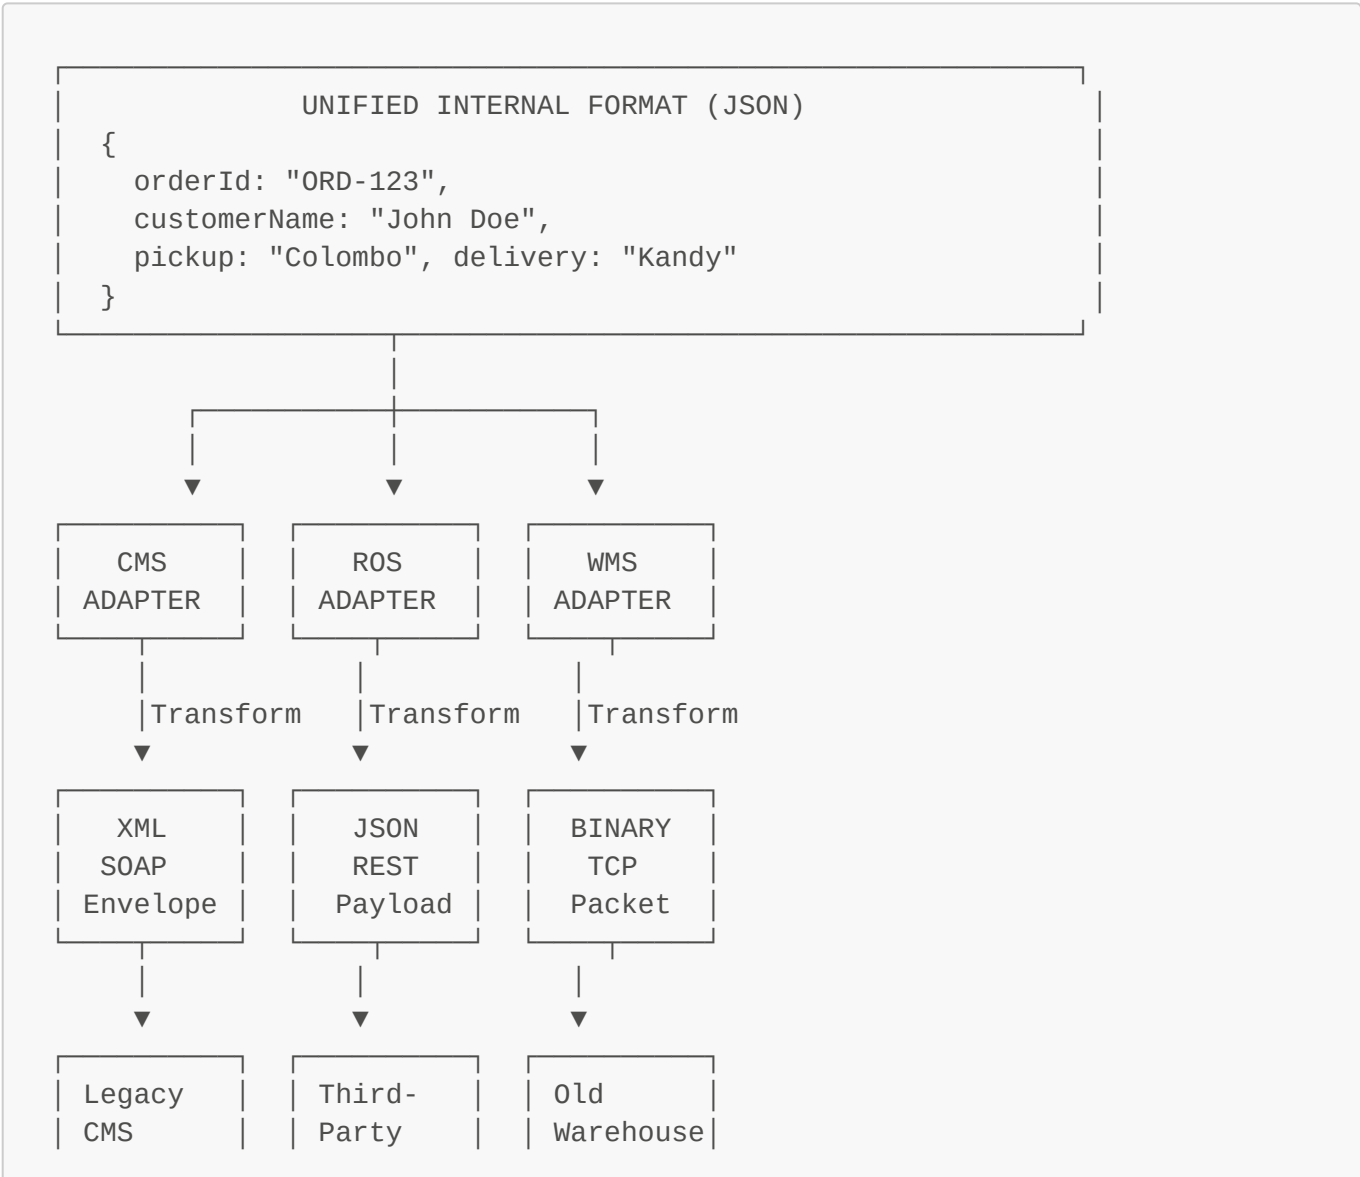 UNIFIED INTERNAL FORMAT (JSON)
{
orderId: "ORD-123",
customerName: "John Doe",
pickup: "Colombo", delivery: "Kandy"
}
CMS ROS WMS
ADAPTER ADAPTER ADAPTER
Transform Transform Transform
XML JSON BINARY
SOAP REST TCP
Envelope Payload Packet
Legacy Third- Old
CMS Party Warehouse